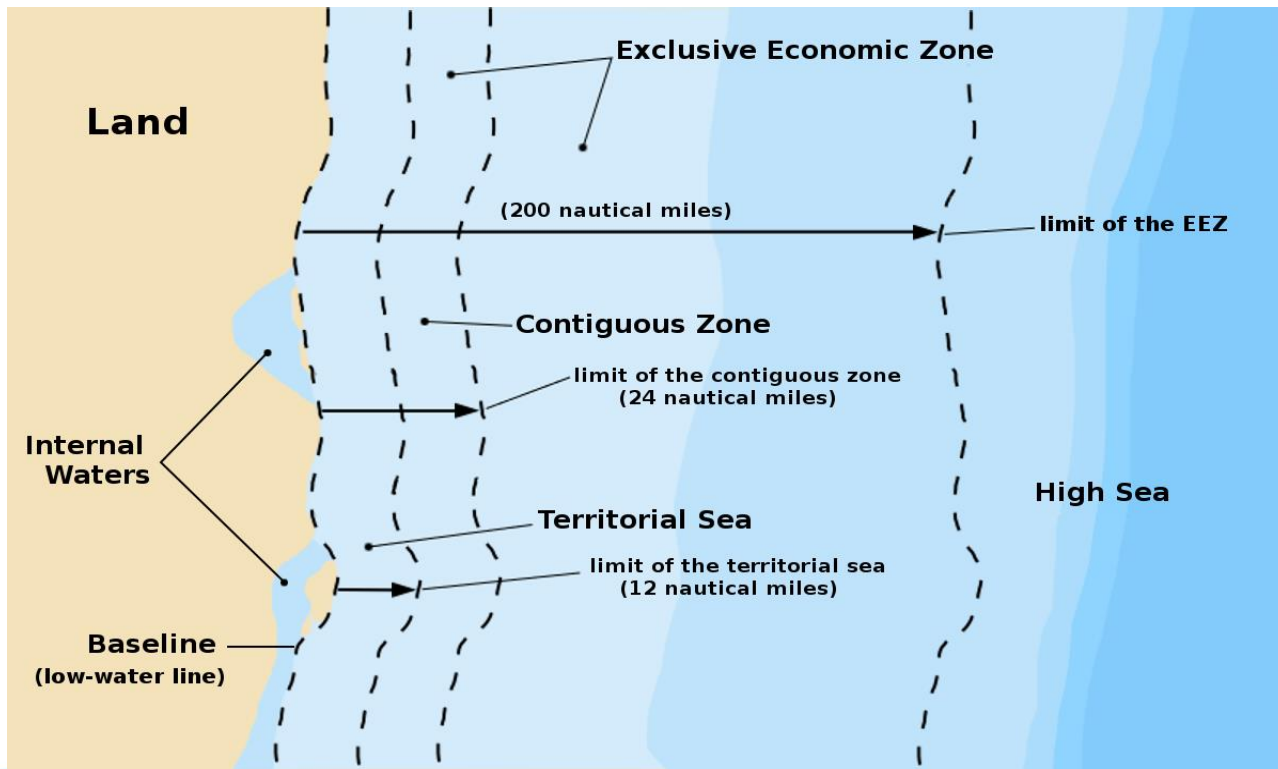 Exclusive Economic Zone
Land
(200 nautical miles)
limit of the EEZ
Contiguous Zone
limit of the contiguous zone
(24 nautical miles)
Internal
Waters
High Sea
Territorial Sea
limit of the territorial sea
(12 nautical miles)
Baseline
(low-water line)